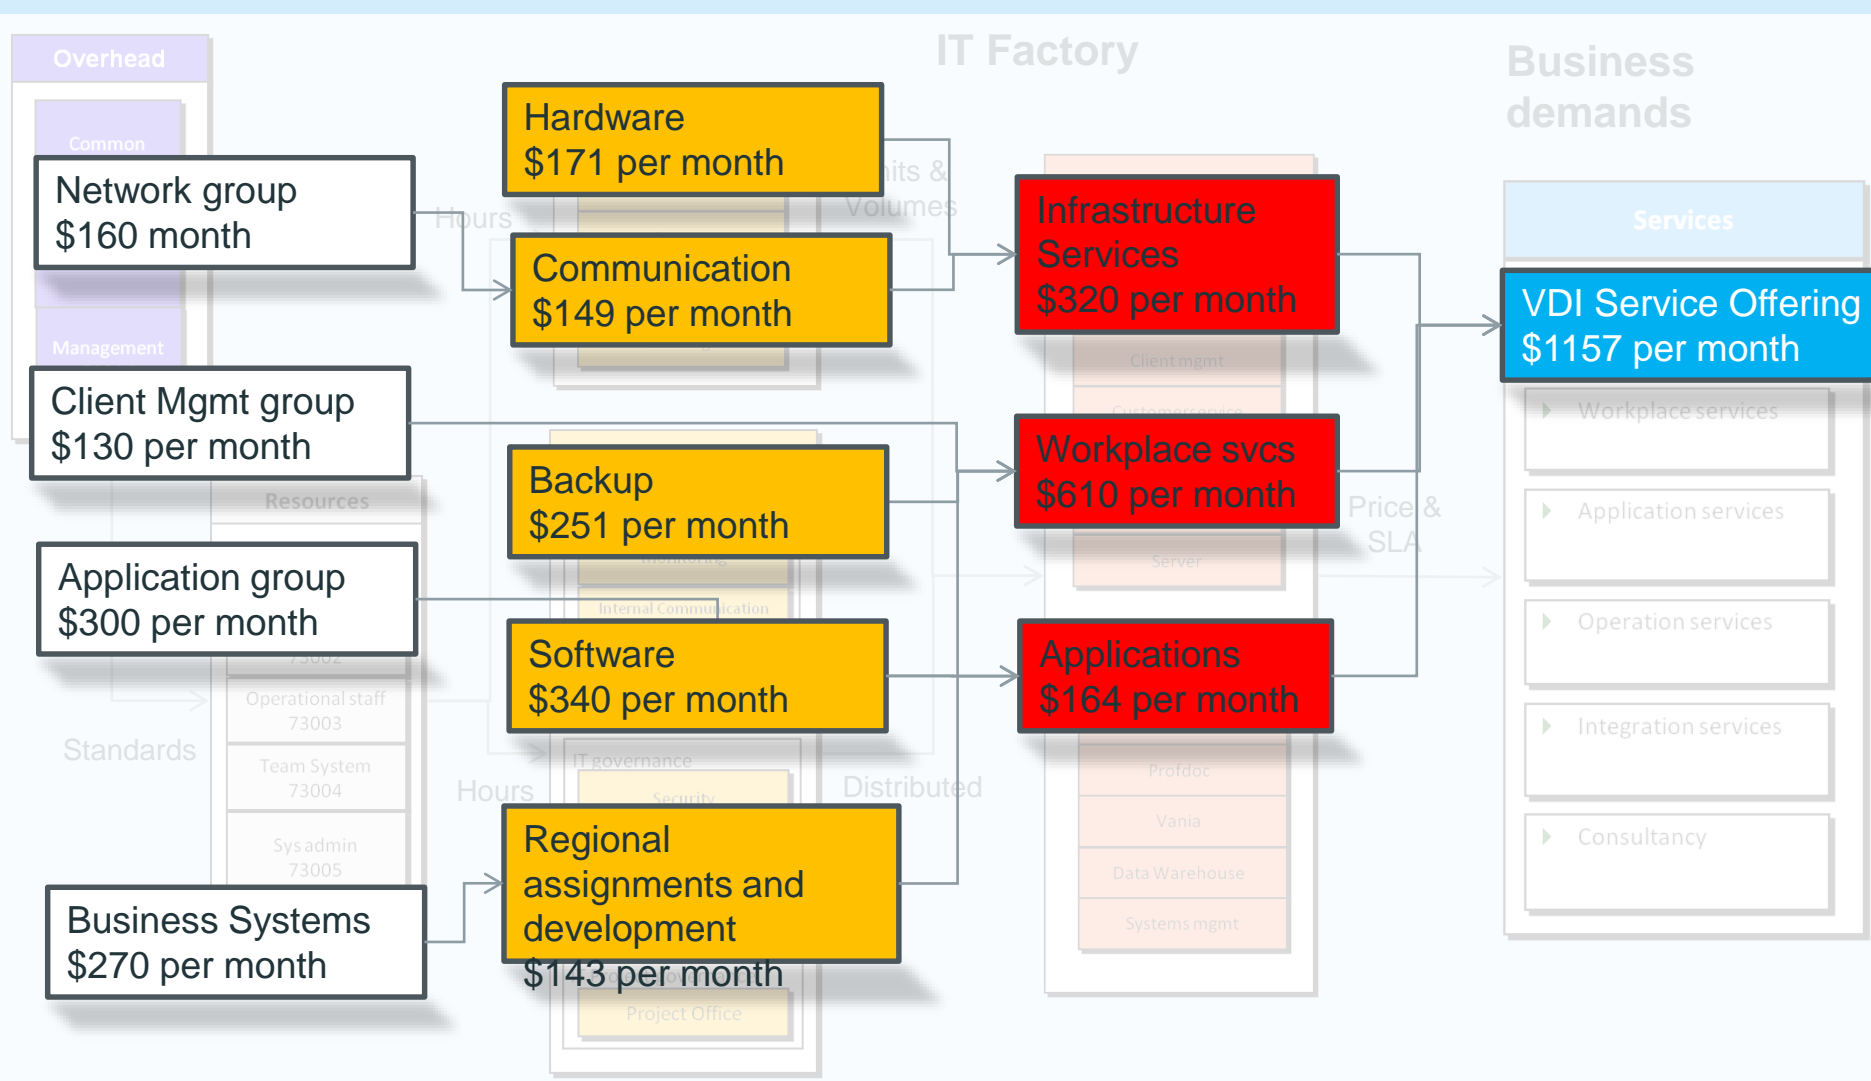 IT Factory
Business
demands
Overhead
Common
Management
Network group
$160 month
Client Mgmt group
$130 per month
Resources
Application group
$300 per month
73002
Operational staff
73003
Team System
73004
Sys admin
73005
Standards
Business Systems
$270 per month
Hours
Hours
Hardware
$171 per month
Communication
$149 per month
Backup
$251 per month
Monitoring
Internal Communication
Software
$340 per month
IT governance
Security
Regional
assignments and
development
$143 per month
Project Office
Volumes
Distributed
Infrastructure
Services
$320 per month
Client mgmt
Customerservice
Workplace svcs
$610 per month
Server
Applications
$164 per month
Profdoc
Vania
Data Warehouse
Systems mgmt
Price &
SLA
Services
VDI Service Offering
$1157 per month
Workplace services
Application services
Operation services
Integration services
Consultancy